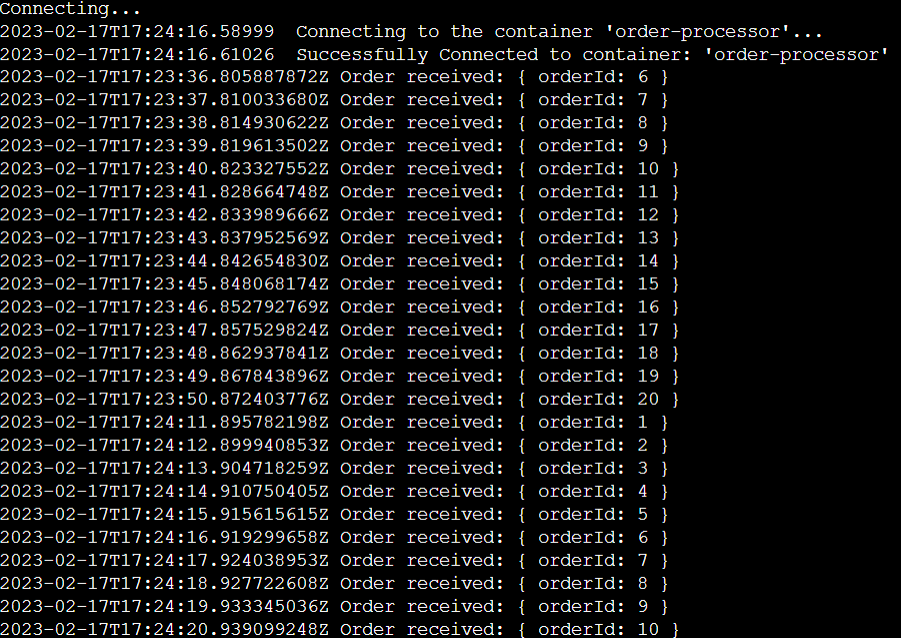 Connecting...
2023-02-17T17:24:16.58999  Connecting to the container 'order-processor'...
2023-02-17T17:24:16.61026  Successfully Connected to container: 'order-processor'
2023-02-17T17:23:36.805887872Z Order received: { orderId: 6 }
2023-02-17T17:23:37.810033680Z Order received: { orderId: 7 }
2023-02-17T17:23:38.814930622Z Order received: { orderId: 8 }
2023-02-17T17:23:39.819613502Z Order received: { orderId: 9 }
2023-02-17T17:23:40.823327552Z Order received: { orderId: 10 }
2023-02-17T17:23:41.828664748Z Order received: { orderId: 11 }
2023-02-17T17:23:42.833989666Z Order received: { orderId: 12 }
2023-02-17T17:23:43.837952569Z Order received: { orderId: 13 }
2023-02-17T17:23:44.842654830Z Order received: { orderId: 14 }
2023-02-17T17:23:45.848068174Z Order received: { orderId: 15 }
2023-02-17T17:23:46.852792769Z Order received: { orderId: 16 }
2023-02-17T17:23:47.857529824Z Order received: { orderId: 17 }
2023-02-17T17:23:48.862937841Z Order received: { orderId: 18 }
2023-02-17T17:23:49.867843896Z Order received: { orderId: 19 }
2023-02-17T17:23:50.872403776Z Order received: { orderId: 20 }
2023-02-17T17:24:11.895782198Z Order received: { orderId: 1 }
2023-02-17T17:24:12.899940853Z Order received: { orderId: 2 }
2023-02-17T17:24:13.904718259Z Order received: { orderId: 3 }
2023-02-17T17:24:14.910750405Z Order received: { orderId: 4 }
2023-02-17T17:24:15.915615615Z Order received: { orderId: 5 }
2023-02-17T17:24:16.919299658Z Order received: { orderId: 6 }
2023-02-17T17:24:17.924038953Z Order received: { orderId: 7 }
2023-02-17T17:24:18.927722608Z Order received: { orderId: 8 }
2023-02-17T17:24:19.933345036Z Order received: { orderId: 9 }
2023-02-17T17:24:20.939099248Z Order received: { orderId: 10 }